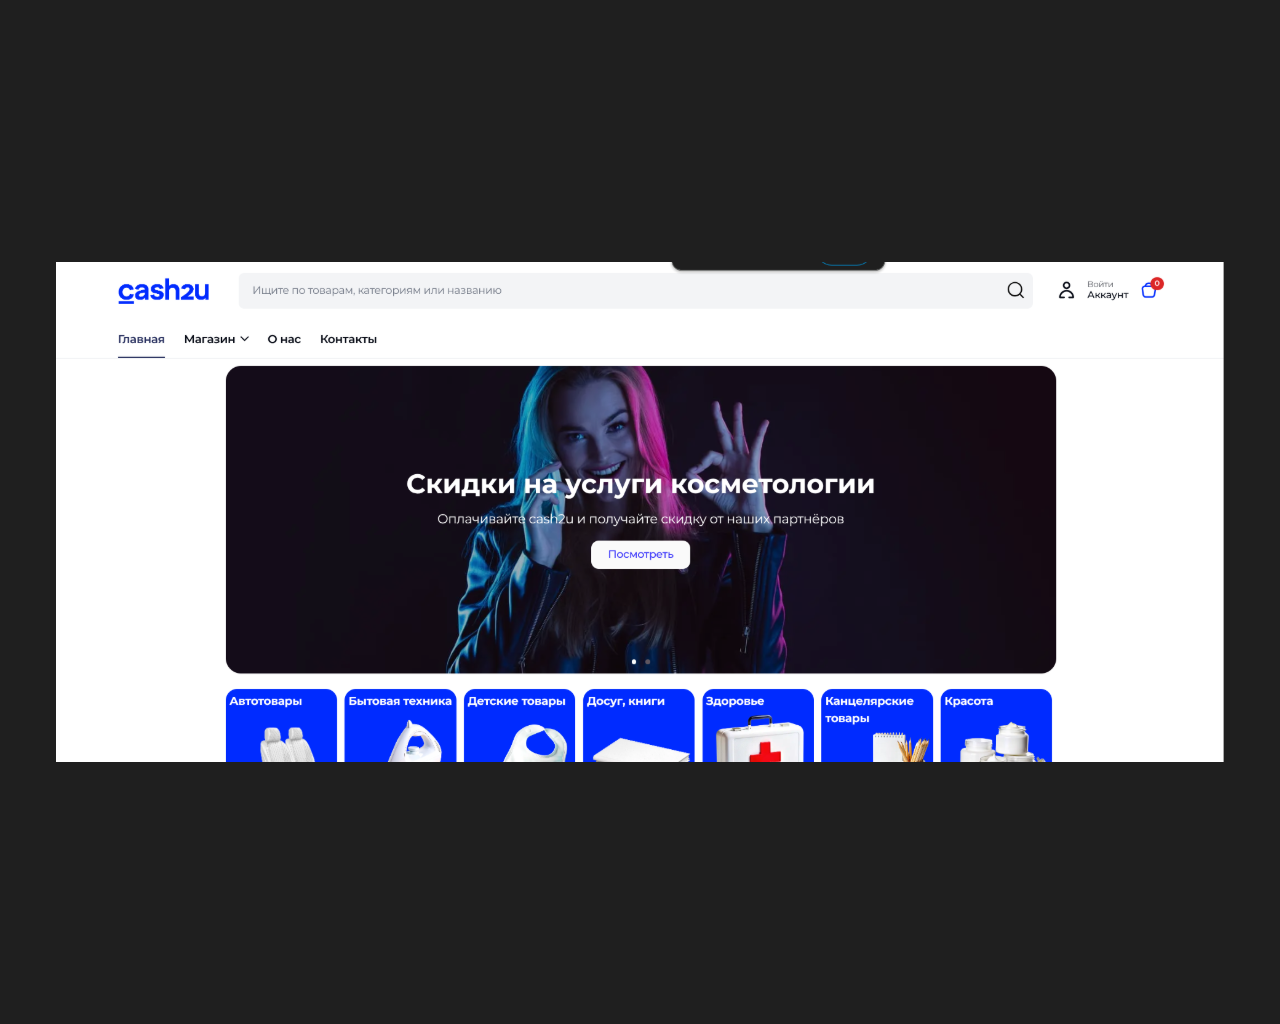 cash2u
Ищите по товарам, категориям или названию
Войти
Аккаунт
0
Главная
Магазин
О нас
Контакты
Скидки на услуги косметологии
Оплачивайте cash2u и получайте скидку от наших партнёров
Посмотреть
Автотовары
Бытовая техника
Детские товары
Досуг, книги
Здоровье
Канцелярские
товары
Красота